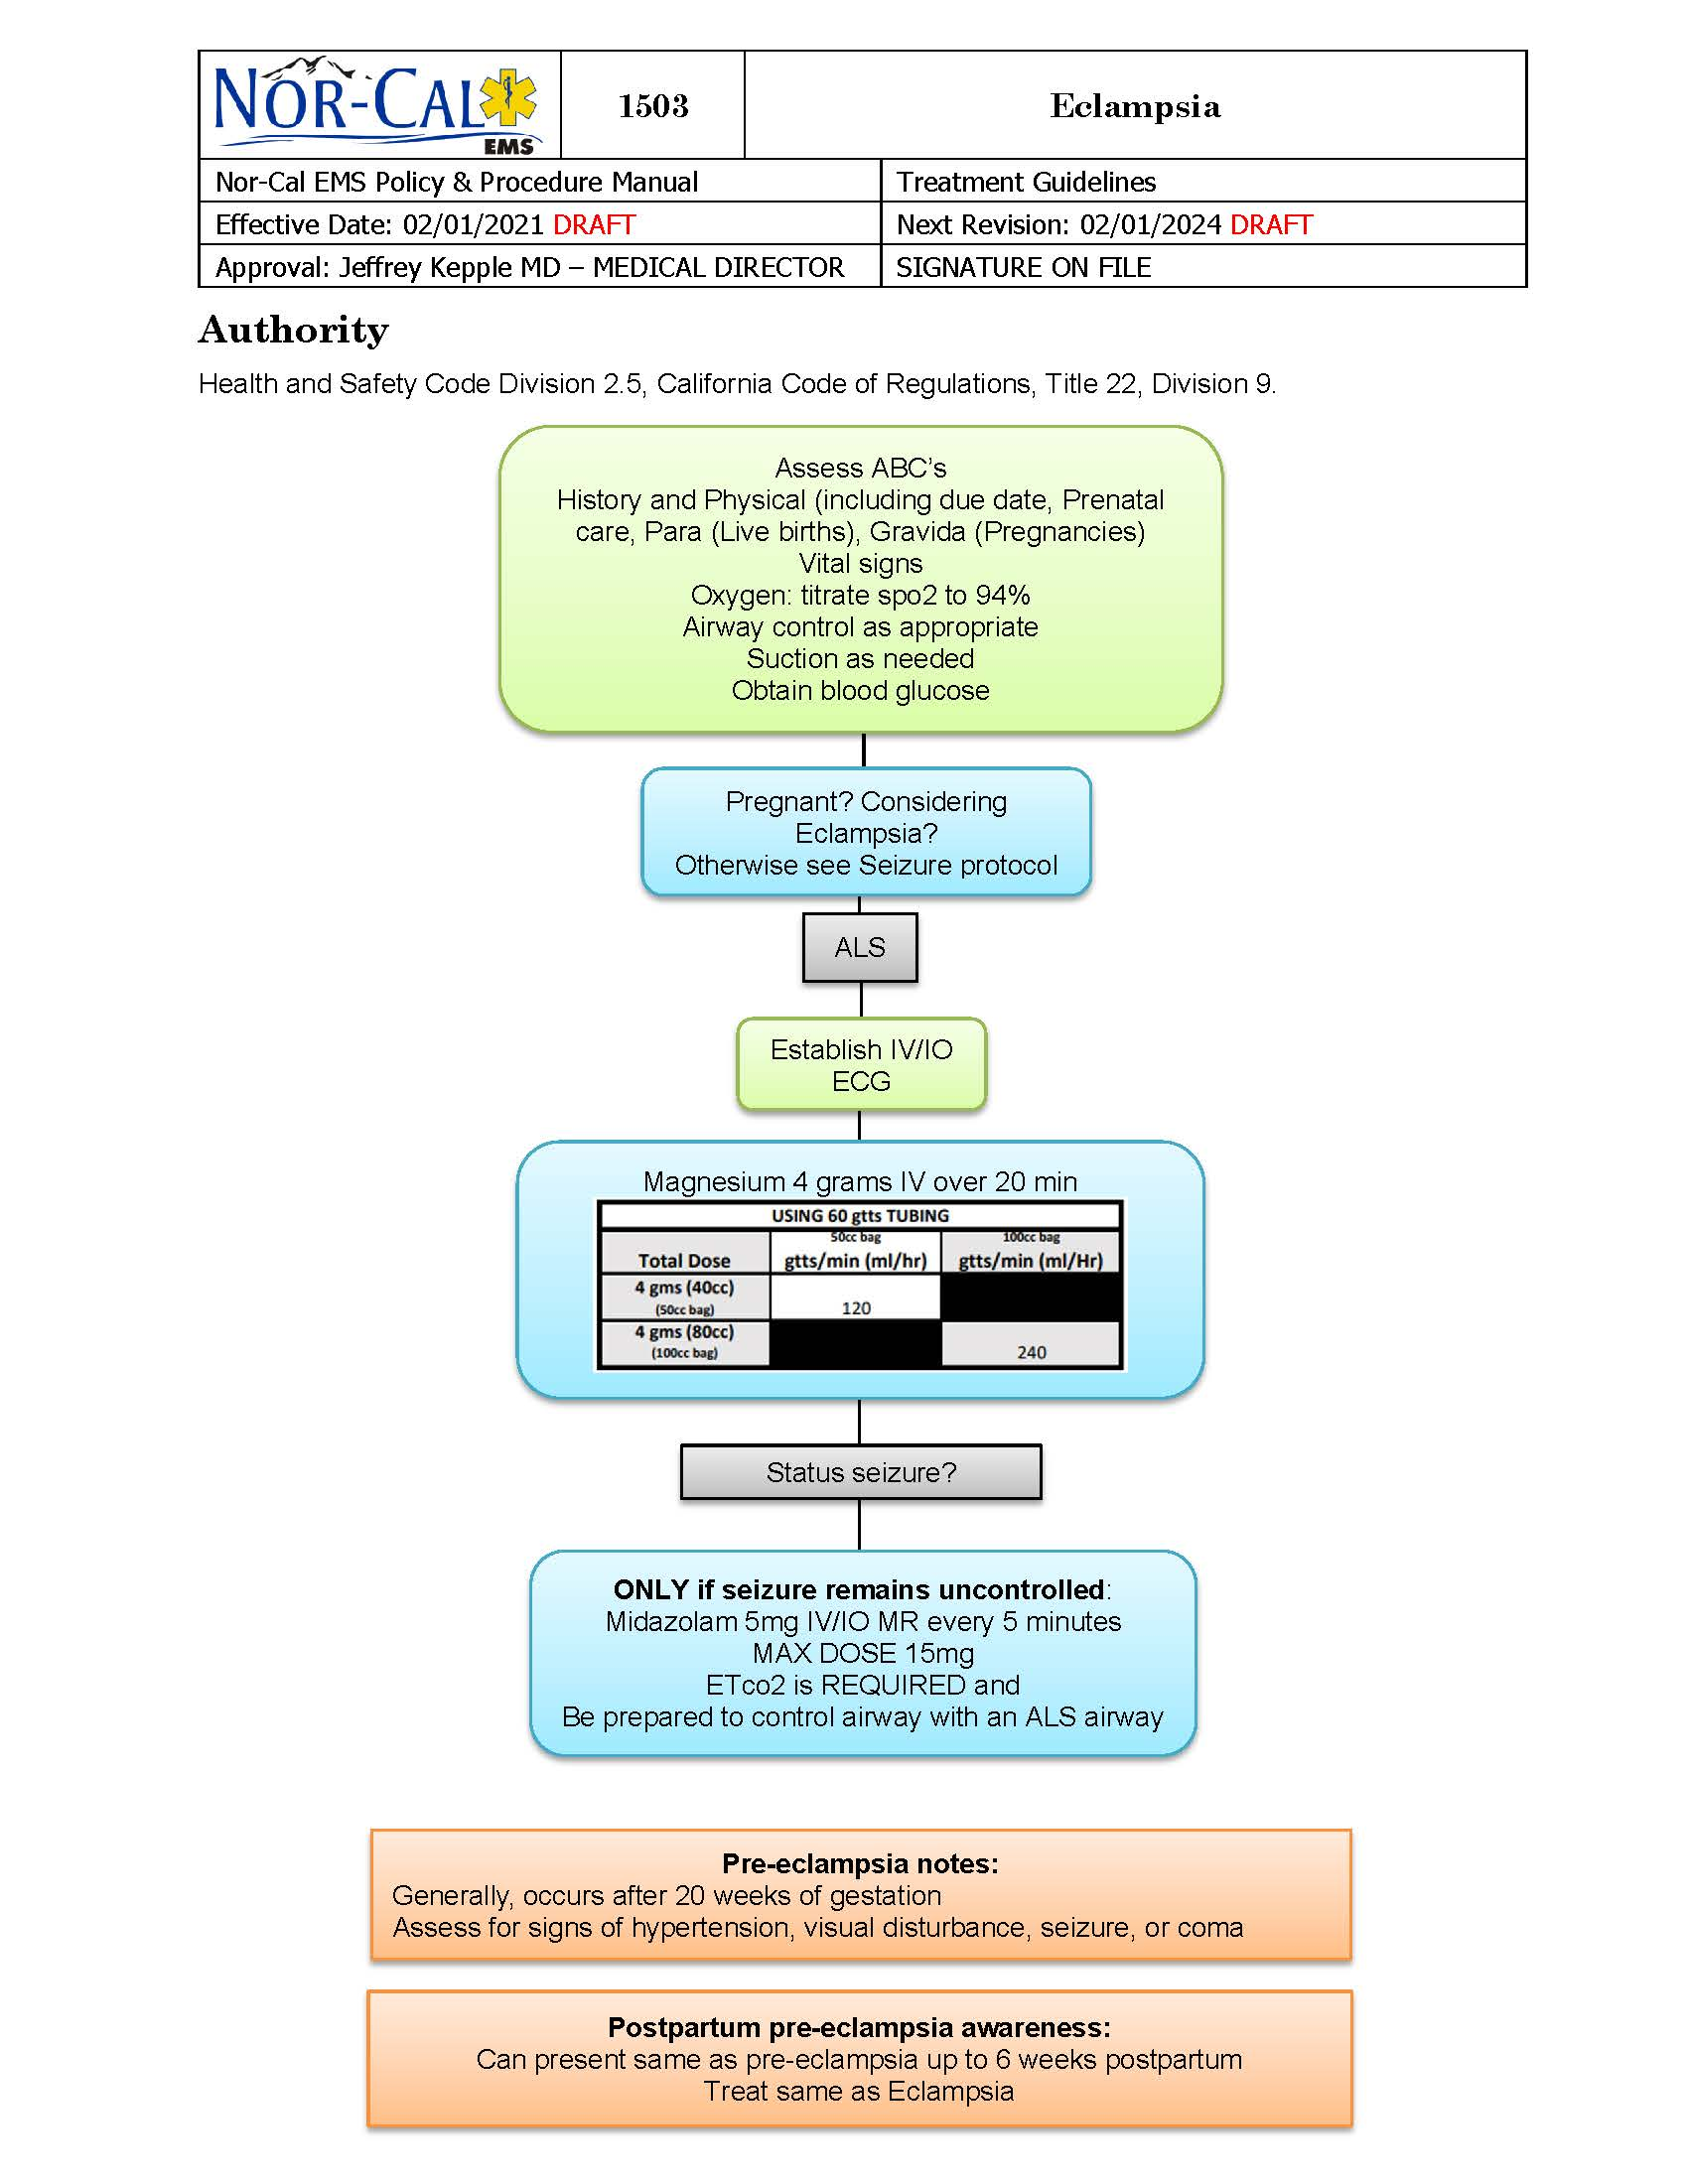 NOR-CAL
EMS
1503
Eclampsia
Nor-Cal EMS Policy & Procedure Manual
Treatment Guidelines
Effective Date: 02/01/2021 DRAFT
Next Revision: 02/01/2024 DRAFT
Approval: Jeffrey Kepple MD – MEDICAL DIRECTOR
SIGNATURE ON FILE
Authority
Health and Safety Code Division 2.5, California Code of Regulations, Title 22, Division 9.
Assess ABC’s
History and Physical (including due date, Prenatal
care, Para (Live births), Gravida (Pregnancies)
Vital signs
Oxygen: titrate spo2 to 94%
Airway control as appropriate
Suction as needed
Obtain blood glucose
Pregnant? Considering
Eclampsia?
Otherwise see Seizure protocol
ALS
Establish IV/IO
ECG
Magnesium 4 grams IV over 20 min
USING 60 gtts TUBING
50cc bag
100cc bag
Total Dose
gtts/min (ml/hr)
gtts/min (ml/Hr)
4 gms (40cc)
(50cc bag)
120
4 gms (80cc)
(100cc bag)
240
Status seizure?
ONLY if seizure remains uncontrolled:
Midazolam 5mg IV/IO MR every 5 minutes
MAX DOSE 15mg
ETco2 is REQUIRED and
Be prepared to control airway with an ALS airway
Pre-eclampsia notes:
Generally, occurs after 20 weeks of gestation
Assess for signs of hypertension, visual disturbance, seizure, or coma
Postpartum pre-eclampsia awareness:
Can present same as pre-eclampsia up to 6 weeks postpartum
Treat same as Eclampsia